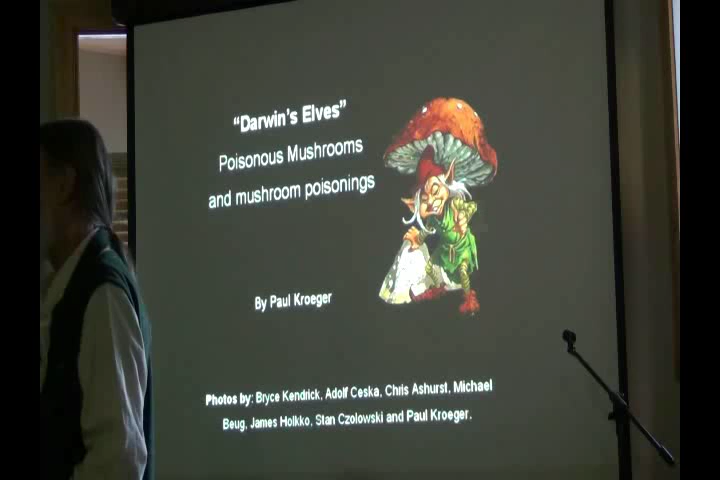 “Darwin’s Elves”
Poisonous Mushrooms
and mushroom poisonings
By Paul Kroeger
Photos by: Bryce Kendrick, Adolf Ceska, Chris Ashurst, Michael
Beug, James Holkko, Stan Czolowski and Paul Kroeger.